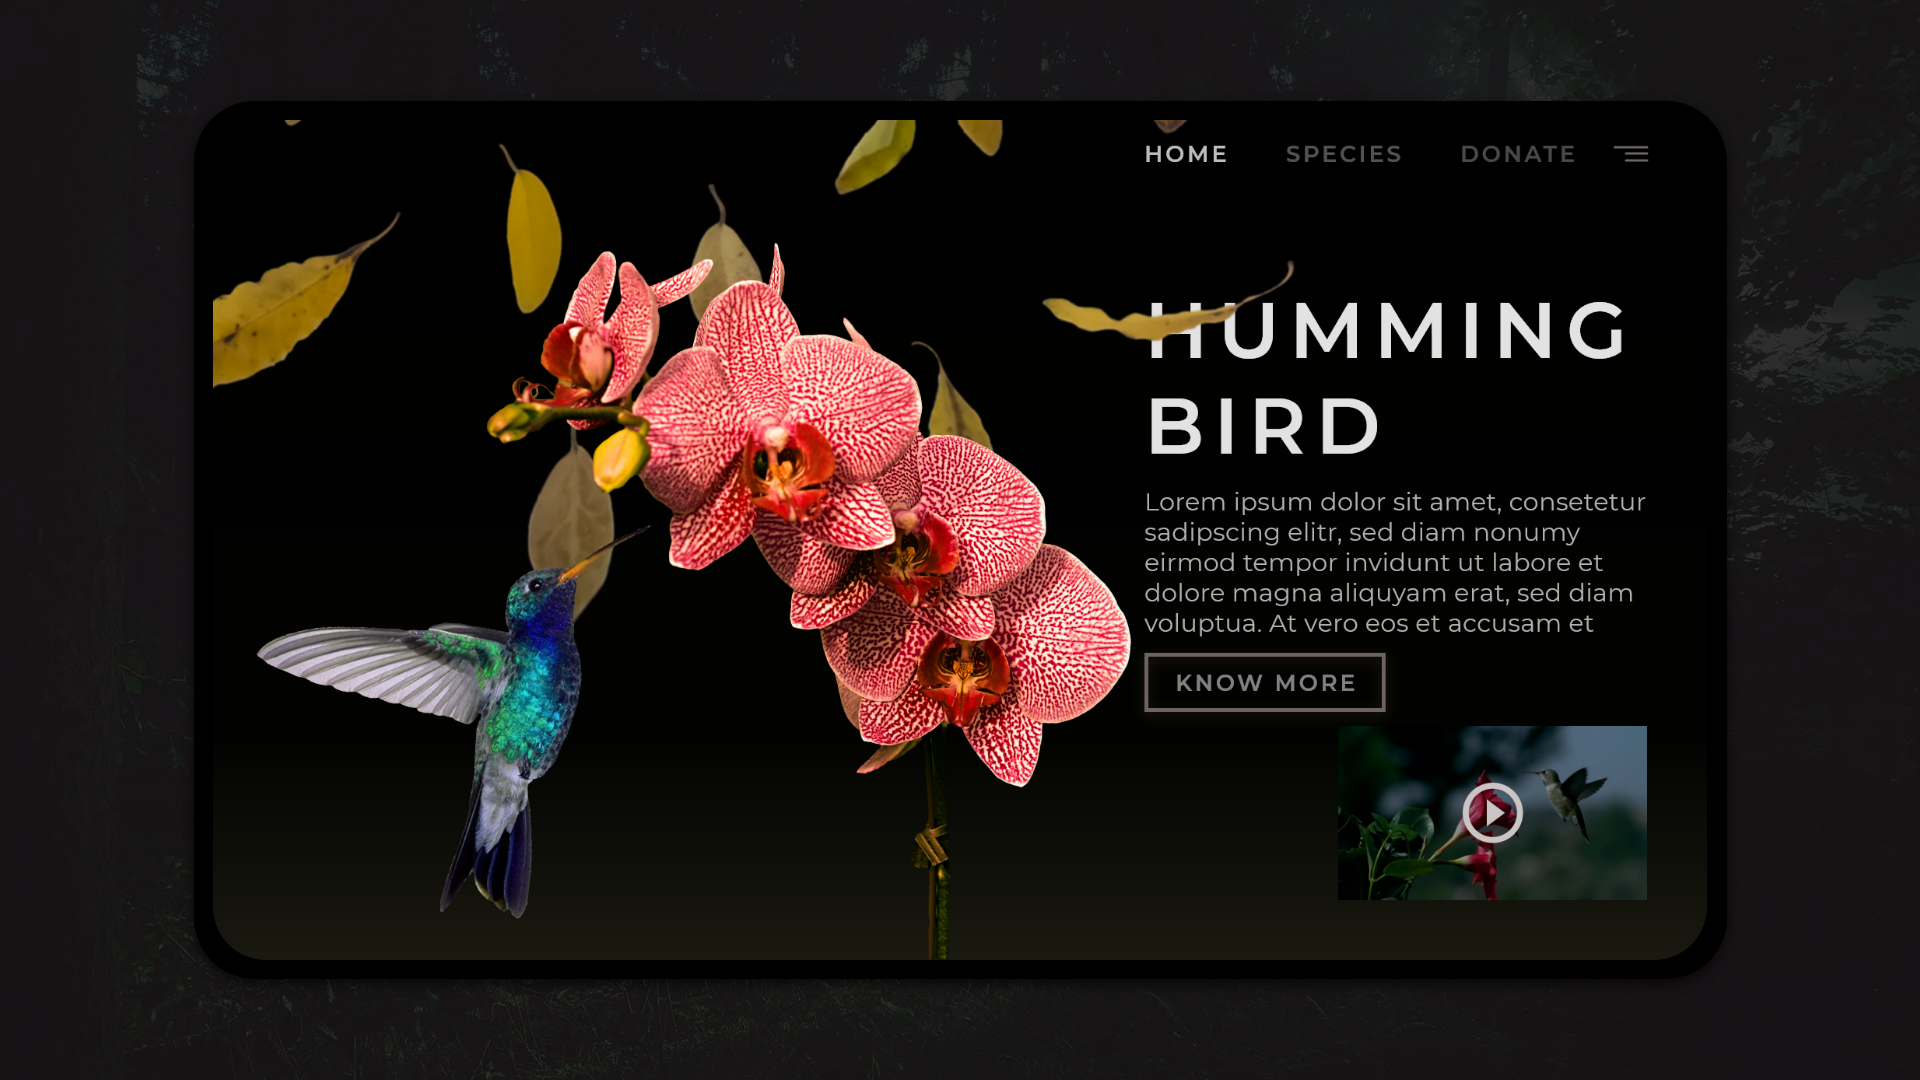 HOME SPECIES DONATE
HUMMING
BIRD
Lorem ipsum dolor sit amet, consetetur
sadipscing elitr, sed diam nonumy
eirmod tempor invidunt ut labore et
dolore magna aliquyam erat, sed diam
voluptua. At vero eos et accusam et
KNOW MORE